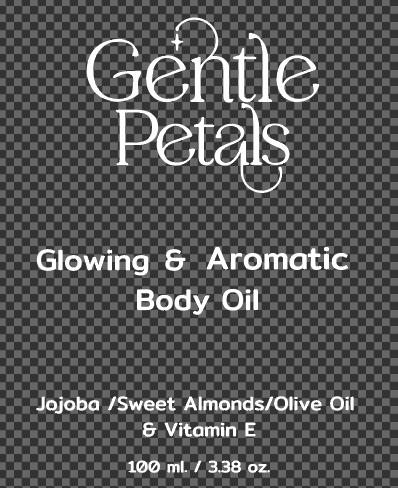 Gentle
Petals
Glowing & Aromatic
Body Oil
Jojoba /Sweet Almonds/Olive Oil
& Vitamin E
100 ml. / 3.38 oz.